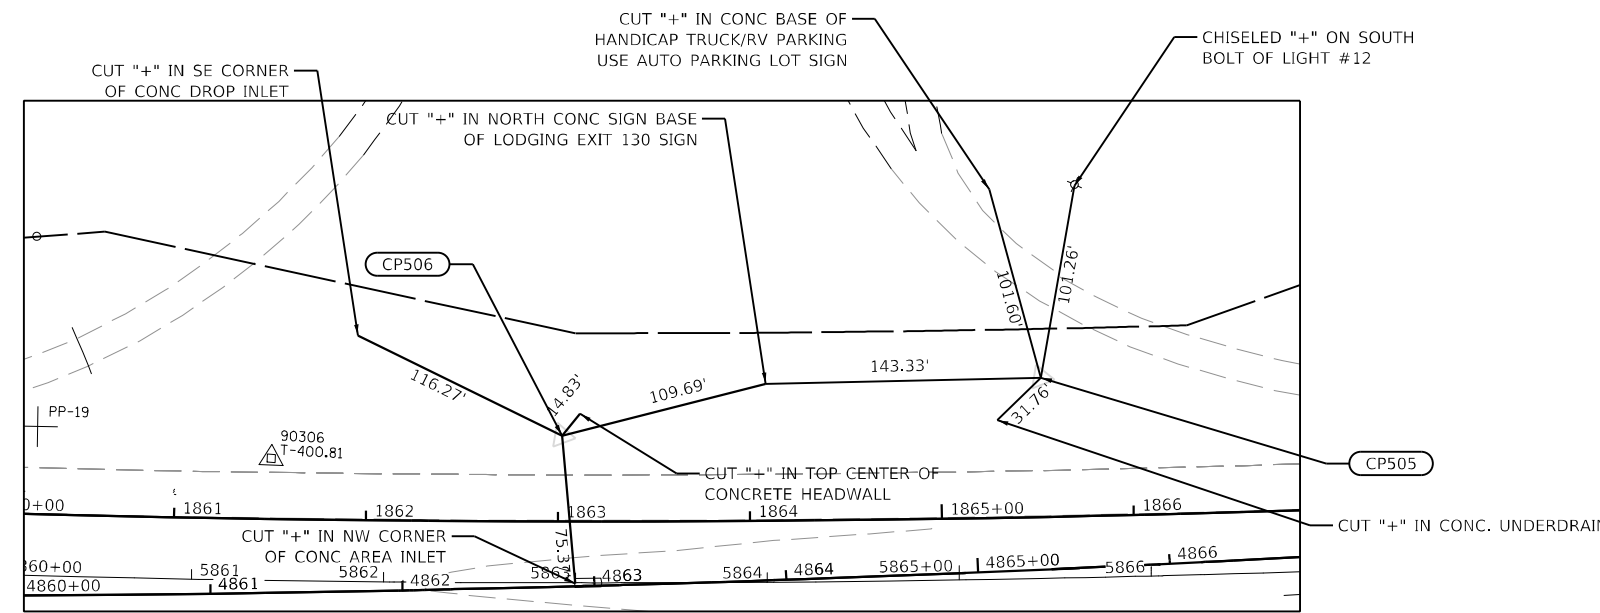 CUT "+" IN CONC BASE OF
HANDICAP TRUCK/RV PARKING
USE AUTO PARKING LOT SIGN
CHISELED "+" ON SOUTH
BOLT OF LIGHT #12
CUT "+" IN SE CORNER
OF CONC DROP INLET
CUT "+" IN NORTH CONC SIGN BASE
OF LODGING EXIT 130 SIGN
CP506
101.60'
101.26'
116.27'
14.83'
109.69'
143.33'
31.76'
PP-19
90306
T-400.81
CP505
CUT "+" IN TOP CENTER OF
CONCRETE HEADWALL
0+00
1861
1862
1863
1864
1865+00
1866
CUT "+" IN CONC. UNDERDRAI
CUT "+" IN NW CORNER
OF CONC AREA INLET
75.37'
360+00
5861
5862
5864
5865+00
5866
4860+00
4861
4862
4863
4864
4865+00
4866